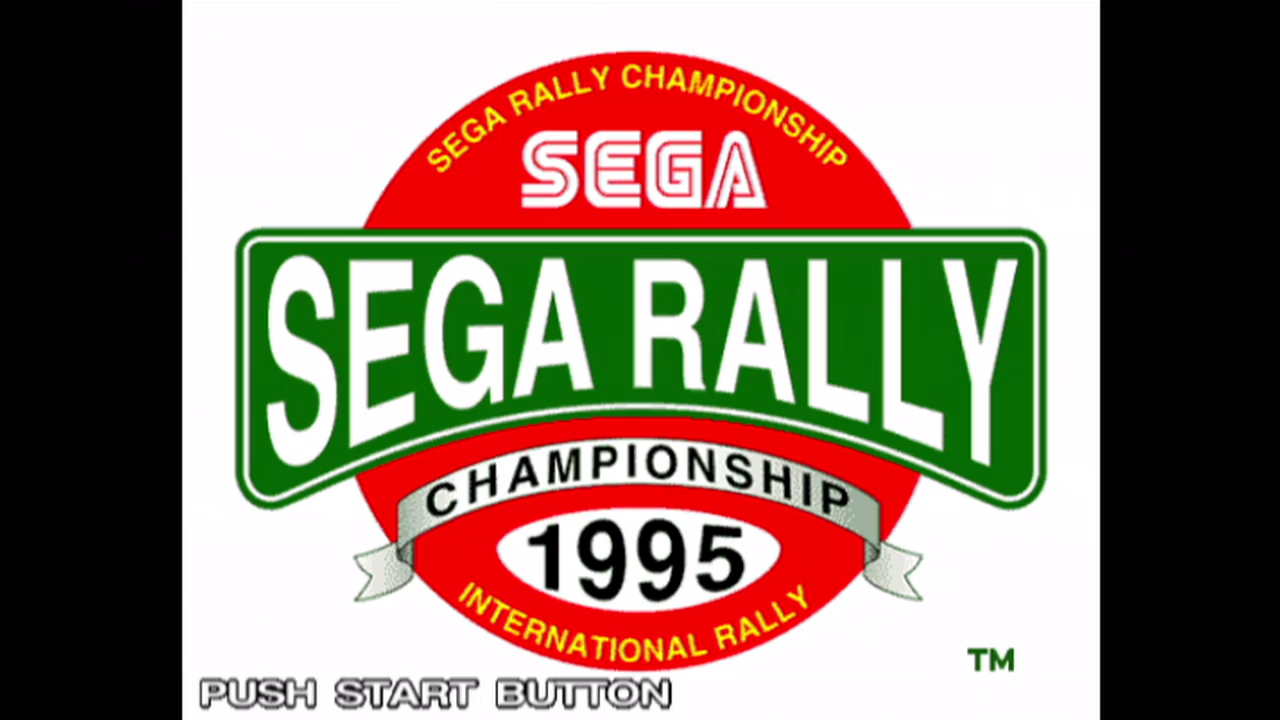 SEGA RALLY CHAMPIONSHIP
SEGA
SEGA RALLY
CHAMPIONSHIP
1995
INTERNATIONAL RALLY
TM
PUSH START BUTTON